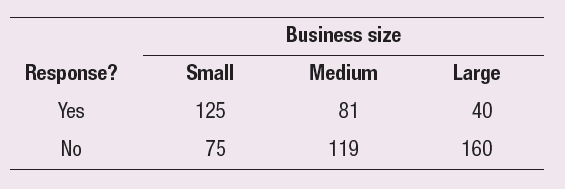 Business size
Response? Small Medium Large
Yes 125 81 40
No 75 119 160